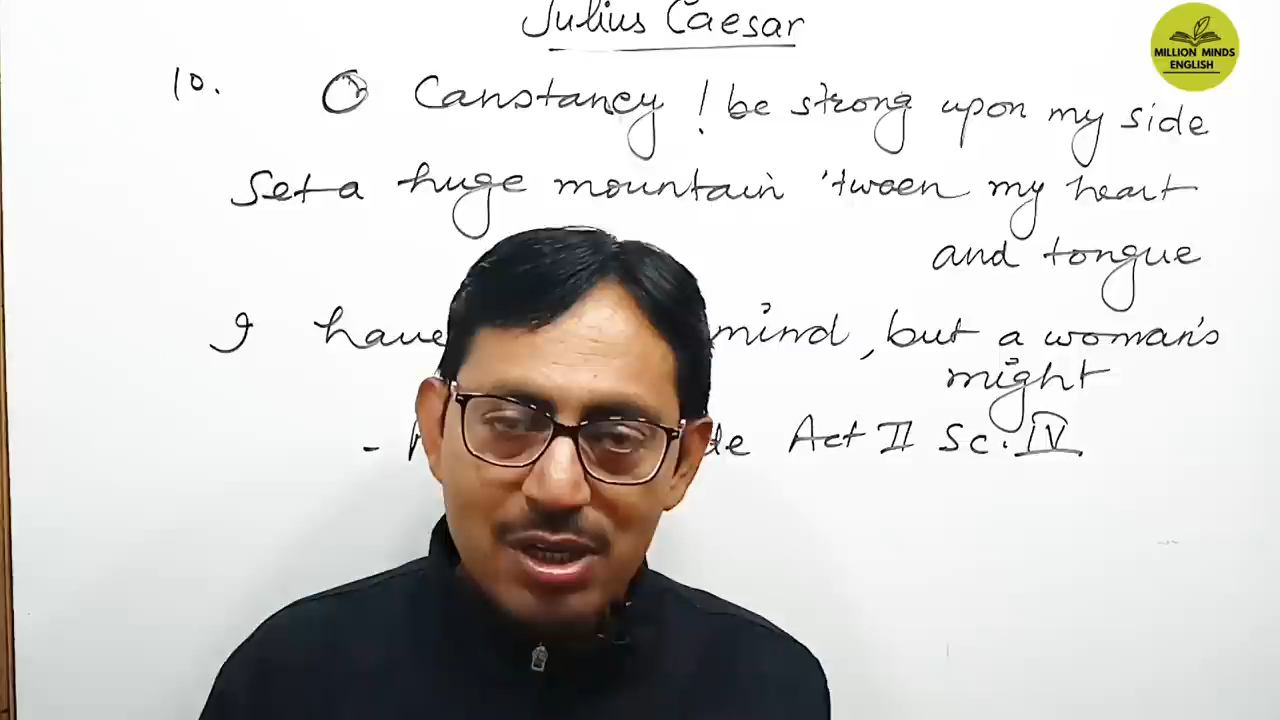 Julius Caesar
MILLION MINDS
ENGLISH
10. O Canstancy ! be strong upon my side
Set a huge mountain 'tween my heart
and tongue
I have mind, but a woman's
might
- Act II Sc. IV